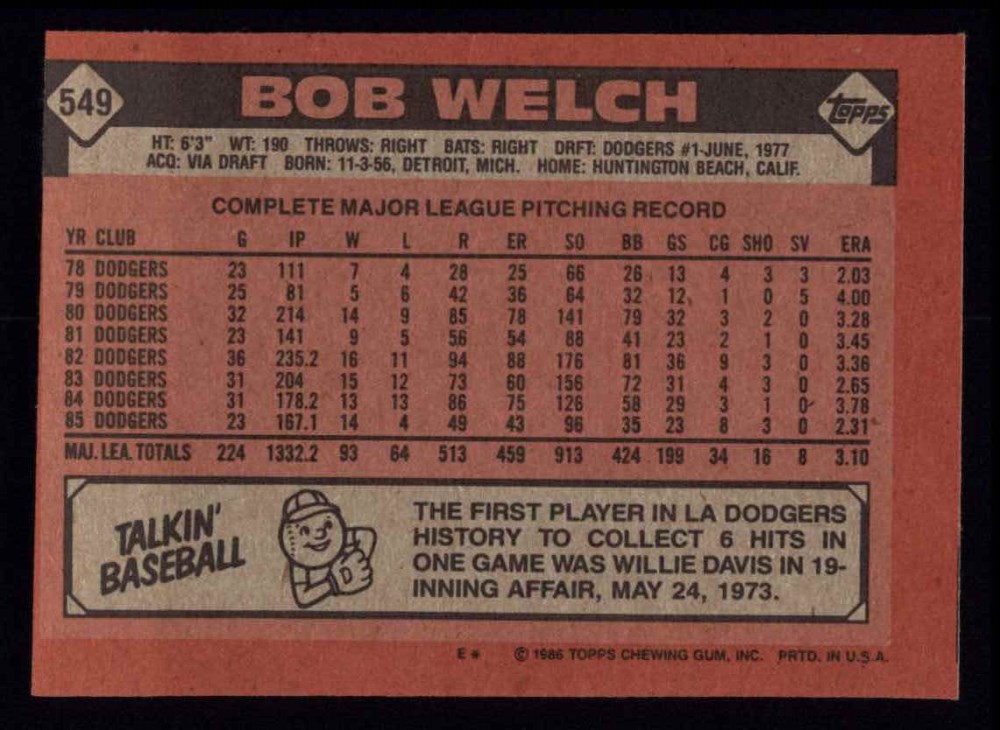 549
BOB WELCH
topps
HT: 6'3" WT: 190 THROWS: RIGHT BATS: RIGHT DRFT: DODGERS #1-JUNE, 1977
ACQ: VIA DRAFT BORN: 11-3-56, DETROIT, MICH. HOME: HUNTINGTON BEACH, CALIF.
COMPLETE MAJOR LEAGUE PITCHING RECORD
YR CLUB G IP W L R ER SO BB GS CG SHO SV ERA
78 DODGERS 23 111 7 4 28 25 66 26 13 4 3 3 2.03
79 DODGERS 25 81 5 6 42 36 64 32 12 1 0 5 4.00
80 DODGERS 32 214 14 9 85 78 141 79 32 3 2 0 3.28
81 DODGERS 23 141 9 5 56 54 88 41 23 2 1 0 3.45
82 DODGERS 36 235.2 16 11 94 88 176 81 36 9 3 0 3.36
83 DODGERS 31 204 15 12 73 60 156 72 31 4 3 0 2.65
84 DODGERS 31 178.2 13 13 86 75 126 58 29 3 1 0 3.78
85 DODGERS 23 167.1 14 4 49 43 96 35 23 8 3 0 2.31
MAJ. LEA. TOTALS 224 1332.2 93 64 513 459 913 424 199 34 16 8 3.10
TALKIN'
BASEBALL
D
THE FIRST PLAYER IN LA DODGERS
HISTORY TO COLLECT 6 HITS IN
ONE GAME WAS WILLIE DAVIS IN 19-
INNING AFFAIR, MAY 24, 1973.
E* © 1986 TOPPS CHEWING GUM, INC. PRTD. IN U.S.A.